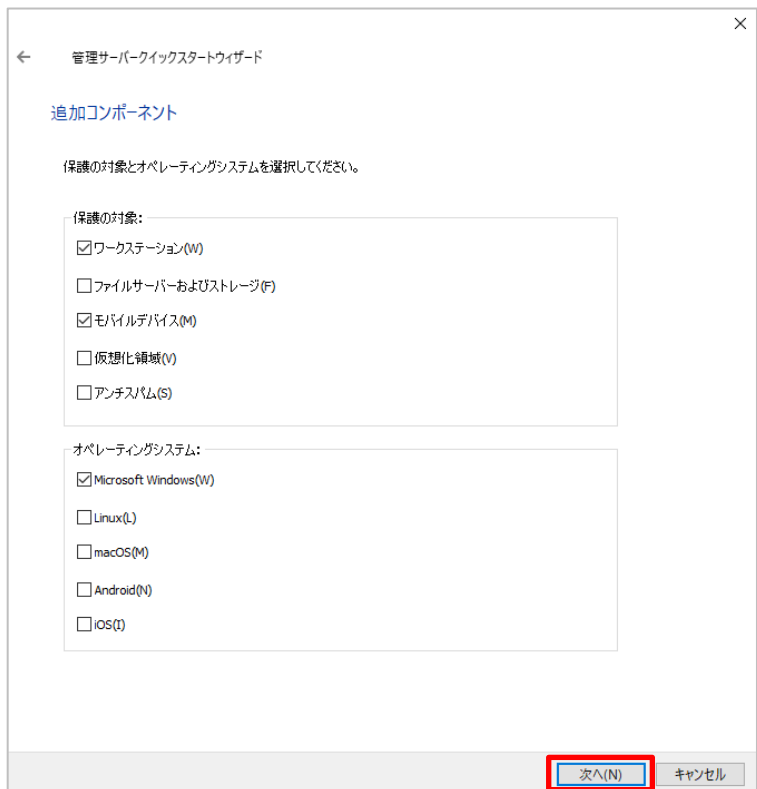 管理サーバークイックスタートウィザード
追加コンポーネント
保護の対象とオペレーティングシステムを選択してください。
保護の対象:
ワークステーション(W)
ファイルサーバーおよびストレージ(F)
モバイルデバイス(M)
仮想化領域(V)
アンチスパム(S)
オペレーティングシステム:
Microsoft Windows(W)
Linux(L)
macOS(M)
Android(N)
iOS(I)
次へ(N) キャンセル